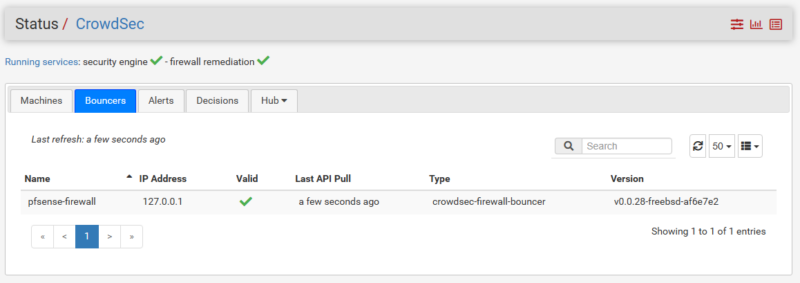 Status / CrowdSec
Running services: security engine - firewall remediation
Machines Bouncers Alerts Decisions Hub
Last refresh: a few seconds ago
Search 50
Name IP Address Valid Last API Pull Type Version
pfsense-firewall 127.0.0.1 a few seconds ago crowdsec-firewall-bouncer v0.0.28-freebsd-af6e7e2
« < 1 > »
Showing 1 to 1 of 1 entries